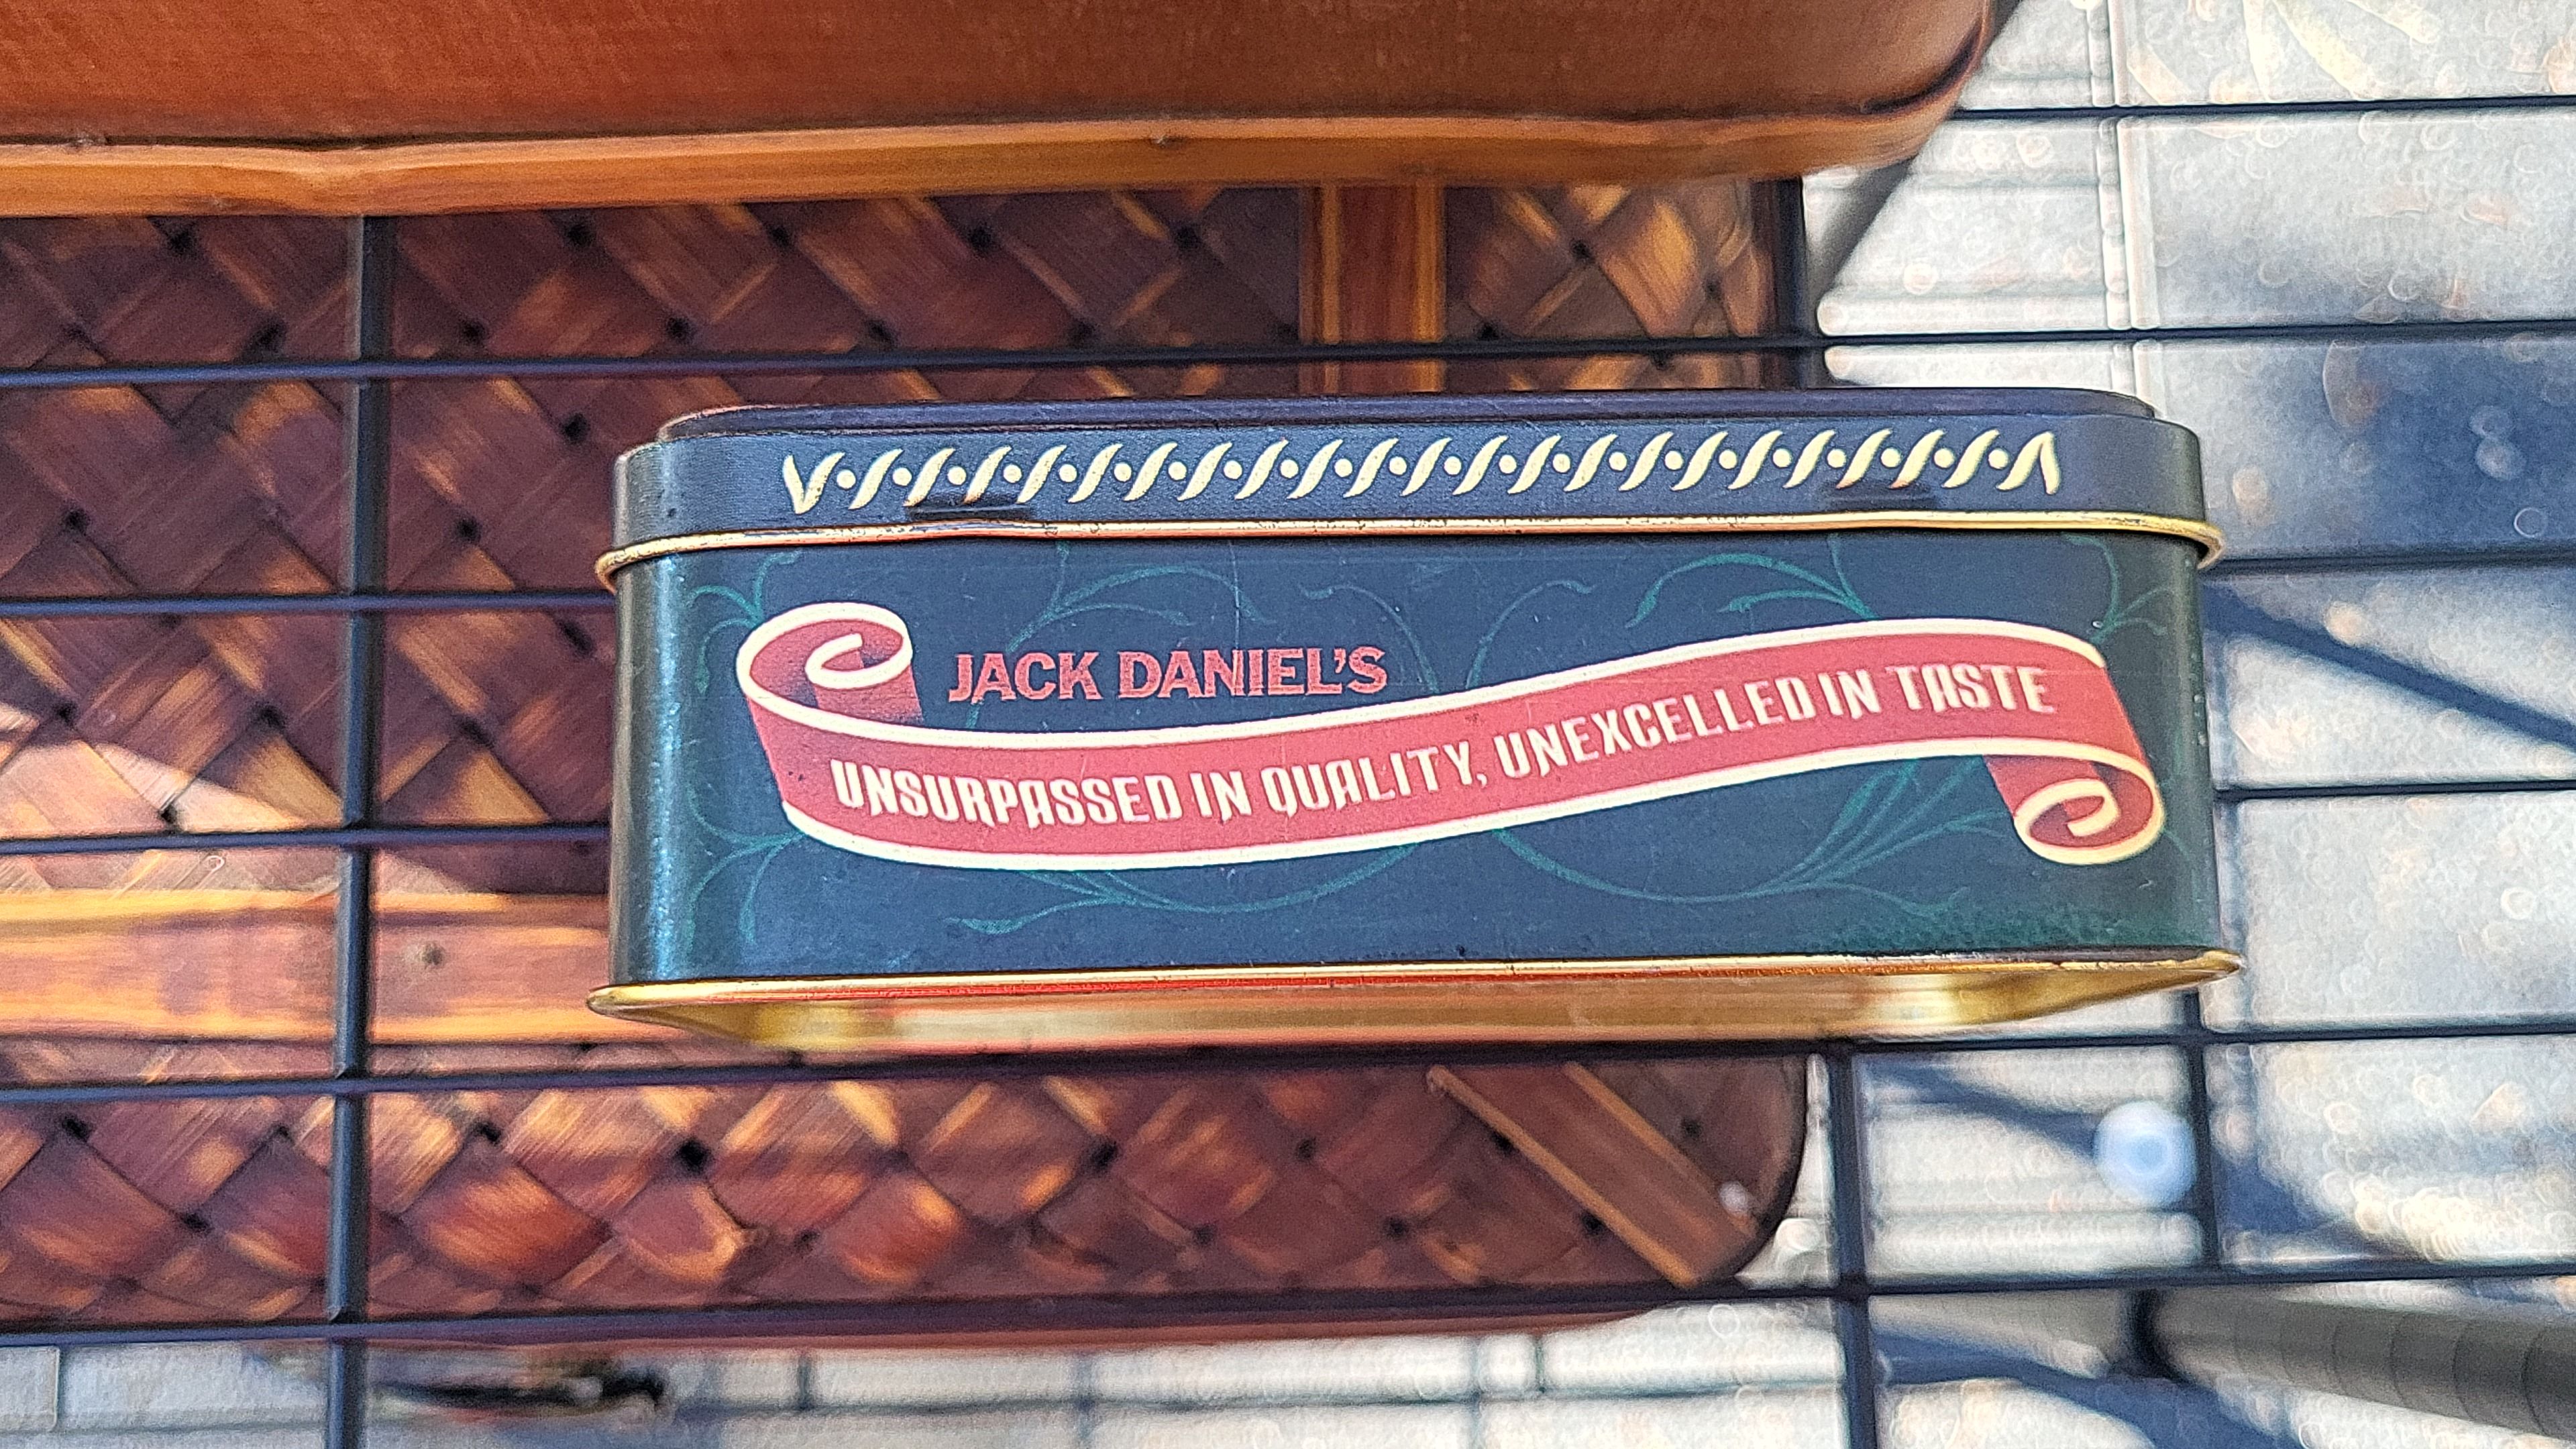 JACK DANIEL'S
UNSURPASSED IN QUALITY, UNEXCELLED IN TASTE